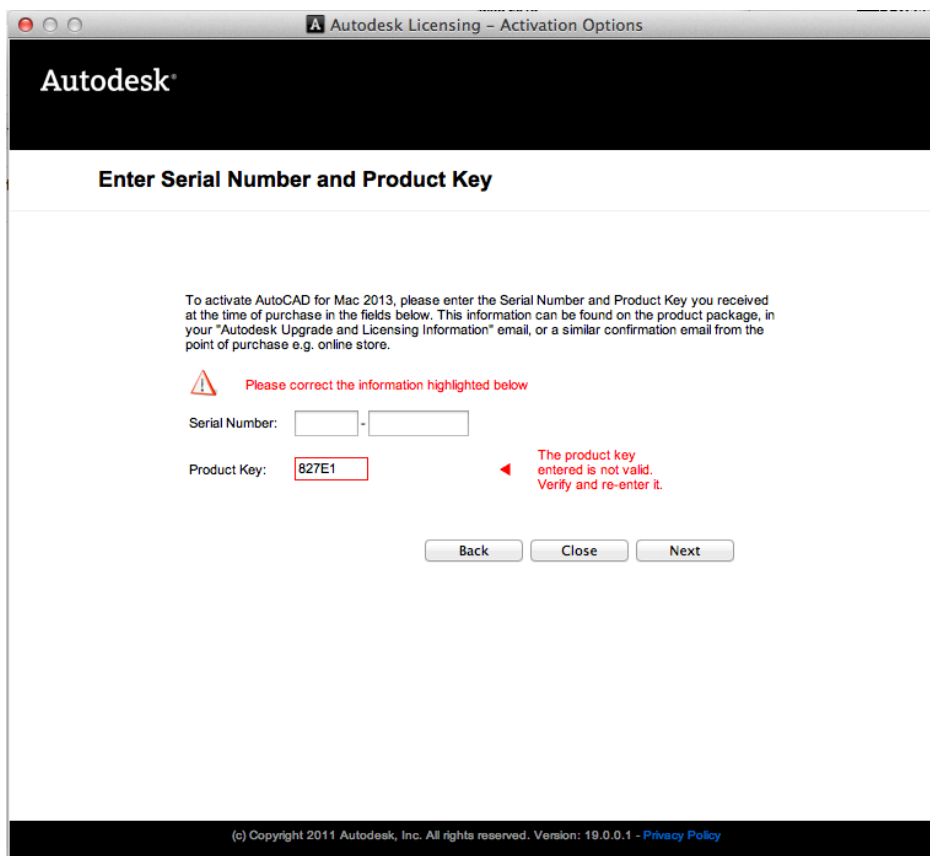 Autodesk Licensing – Activation Options
Autodesk®
Enter Serial Number and Product Key
To activate AutoCAD for Mac 2013, please enter the Serial Number and Product Key you received
at the time of purchase in the fields below. This information can be found on the product package, in
your "Autodesk Upgrade and Licensing Information" email, or a similar confirmation email from the
point of purchase e.g. online store.
Please correct the information highlighted below
Serial Number: -
Product Key: 827E1
The product key
entered is not valid.
Verify and re-enter it.
Back Close Next
(c) Copyright 2011 Autodesk, Inc. All rights reserved. Version: 19.0.0.1 - Privacy Policy